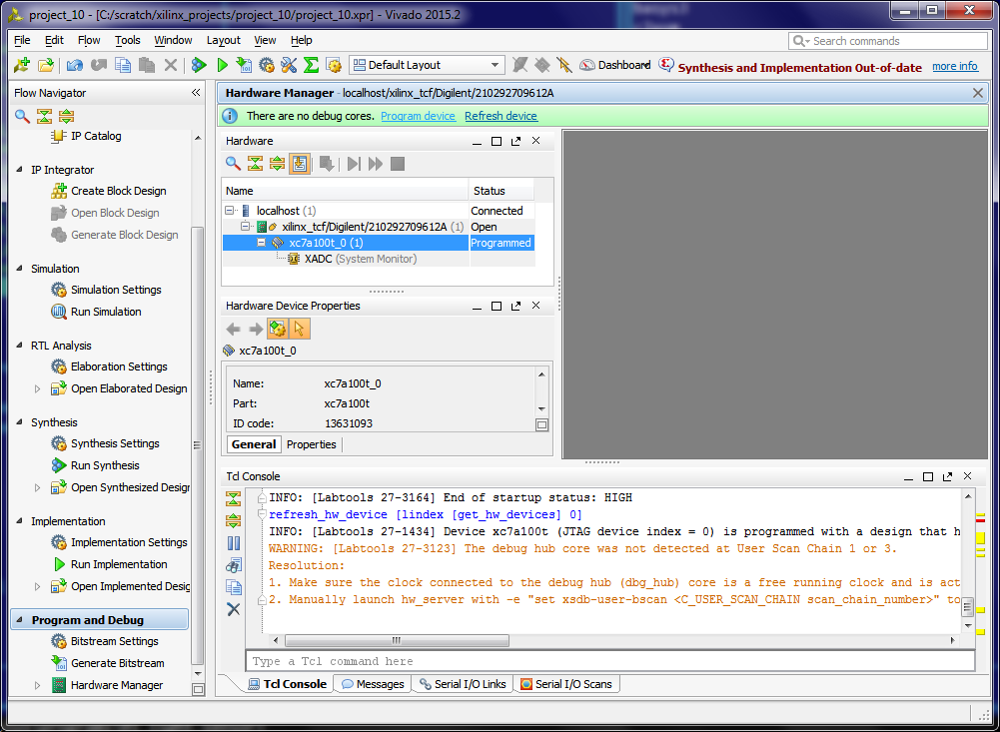 project_10 - [C:/scratch/xilinx_projects/project_10/project_10.xpr] - Vivado 2015.2
File Edit Flow Tools Window Layout View Help
Search commands
Default Layout
Dashboard
Synthesis and Implementation Out-of-date more info
Flow Navigator
IP Catalog
IP Integrator
Create Block Design
Open Block Design
Generate Block Design
Simulation
Simulation Settings
Run Simulation
RTL Analysis
Elaboration Settings
Open Elaborated Design
Synthesis
Synthesis Settings
Run Synthesis
Open Synthesized Desigr
Implementation
Implementation Settings
Run Implementation
Open Implemented Desig
Program and Debug
Bitstream Settings
Generate Bitstream
Hardware Manager
Hardware Manager - localhost/xilinx_tcf/Digilent/210292709612A
There are no debug cores. Program device Refresh device
Hardware
Name Status
localhost (1) Connected
xilinx_tcf/Digilent/210292709612A (1) Open
xc7a100t_0 (1) Programmed
XADC (System Monitor)
Hardware Device Properties
xc7a100t_0
Name: xc7a100t_0
Part: xc7a100t
ID code: 13631093
General Properties
Tcl Console
INFO: [Labtools 27-3164] End of startup status: HIGH
refresh_hw_device [lindex [get_hw_devices] 0]
INFO: [Labtools 27-1434] Device xc7a100t (JTAG device index = 0) is programmed with a design that h
WARNING: [Labtools 27-3123] The debug hub core was not detected at User Scan Chain 1 or 3.
Resolution:
1. Make sure the clock connected to the debug hub (dbg_hub) core is a free running clock and is act
2. Manually launch hw_server with -e "set xsdb-user-bscan <C_USER_SCAN_CHAIN scan_chain_number>" to
Type a Tcl command here
Tcl Console Messages Serial I/O Links Serial I/O Scans